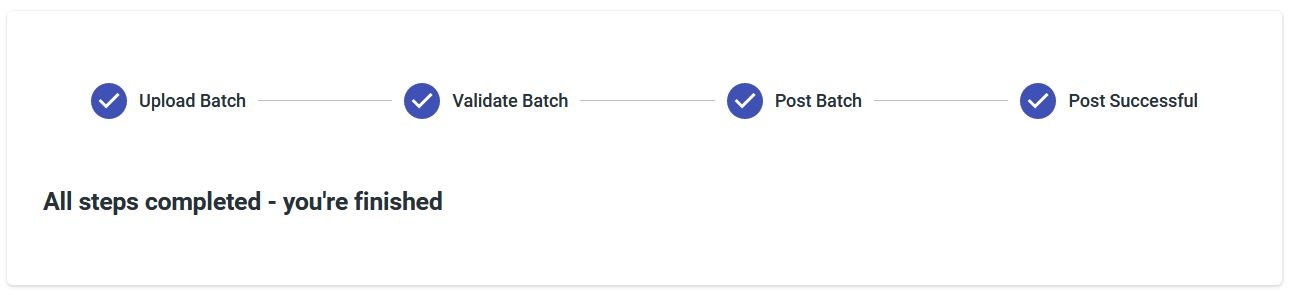 Upload Batch Validate Batch Post Batch Post Successful
All steps completed - you're finished